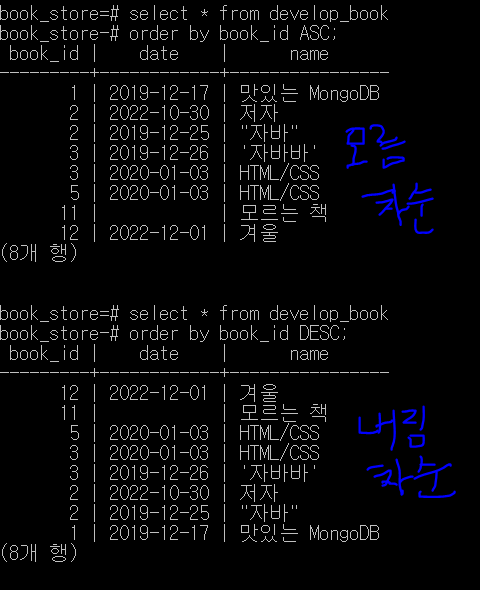 book_store=# select * from develop_book
book_store-# order by book_id ASC;
book_id | date | name
---------+------------+----------------
1 | 2019-12-17 | 맛있는 MongoDB
2 | 2022-10-30 | 저자
2 | 2019-12-25 | "자바"
3 | 2019-12-26 | '자바바'
3 | 2020-01-03 | HTML/CSS
5 | 2020-01-03 | HTML/CSS
11 | | 모르는 책
12 | 2022-12-01 | 겨울
(8개 행)
오름
차순
book_store=# select * from develop_book
book_store-# order by book_id DESC;
book_id | date | name
---------+------------+----------------
12 | 2022-12-01 | 겨울
11 | | 모르는 책
5 | 2020-01-03 | HTML/CSS
3 | 2020-01-03 | HTML/CSS
3 | 2019-12-26 | '자바바'
2 | 2022-10-30 | 저자
2 | 2019-12-25 | "자바"
1 | 2019-12-17 | 맛있는 MongoDB
(8개 행)
내림
차순